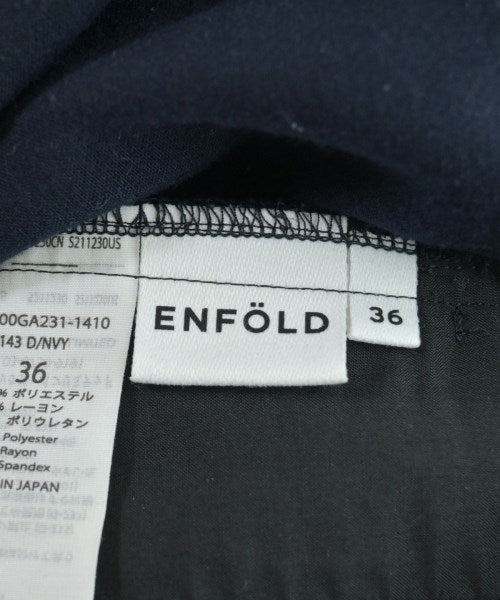 S211230US
ENFÖLD
36
00GA231-1410
143 D/NVY
36
% ポリエステル
% レーヨン
ポリウレタン
Polyester
Rayon
Spandex
IN JAPAN